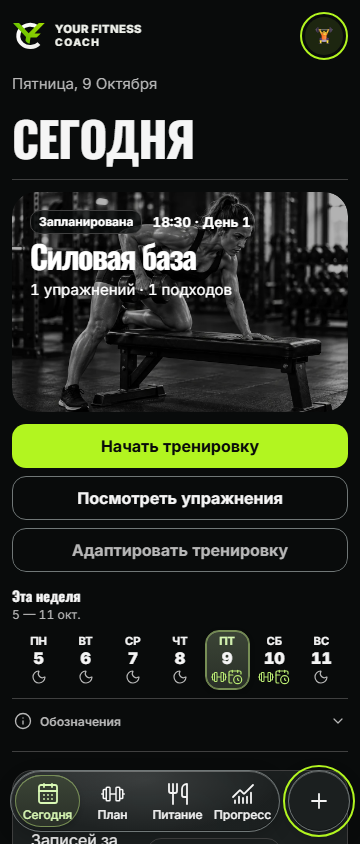 YOUR FITNESS
COACH
Пятница, 9 Октября
СЕГОДНЯ
Запланирована 18:30 · День 1
Силовая база
1 упражнений · 1 подходов
Начать тренировку
Посмотреть упражнения
Адаптировать тренировку
Эта неделя
5 — 11 окт.
ПН ВТ СР ЧТ ПТ СБ ВС
5 6 7 8 9 10 11
Обозначения
Сегодня План Питание Прогресс
Записей за